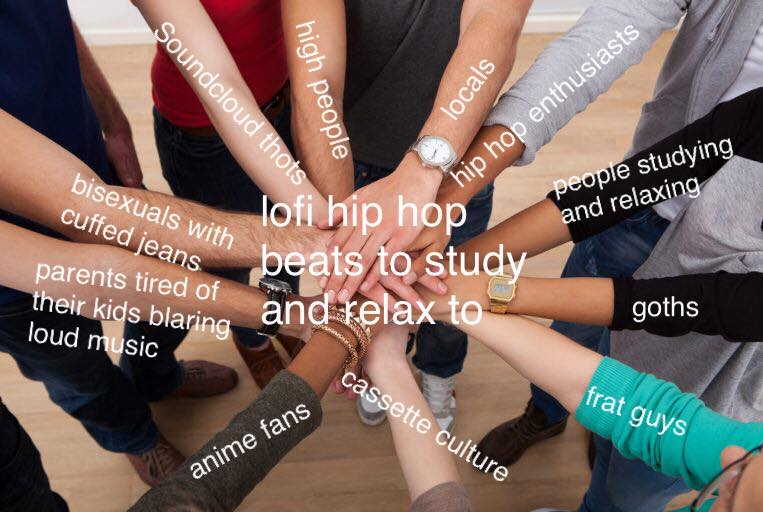 Soundcloud thots
high people
locals
hip hop enthusiasts
people studying
and relaxing
bisexuals with
cuffed jeans
lofi hip hop
beats to study
and relax to
parents tired of
their kids blaring
loud music
goths
frat guys
anime fans
cassette culture